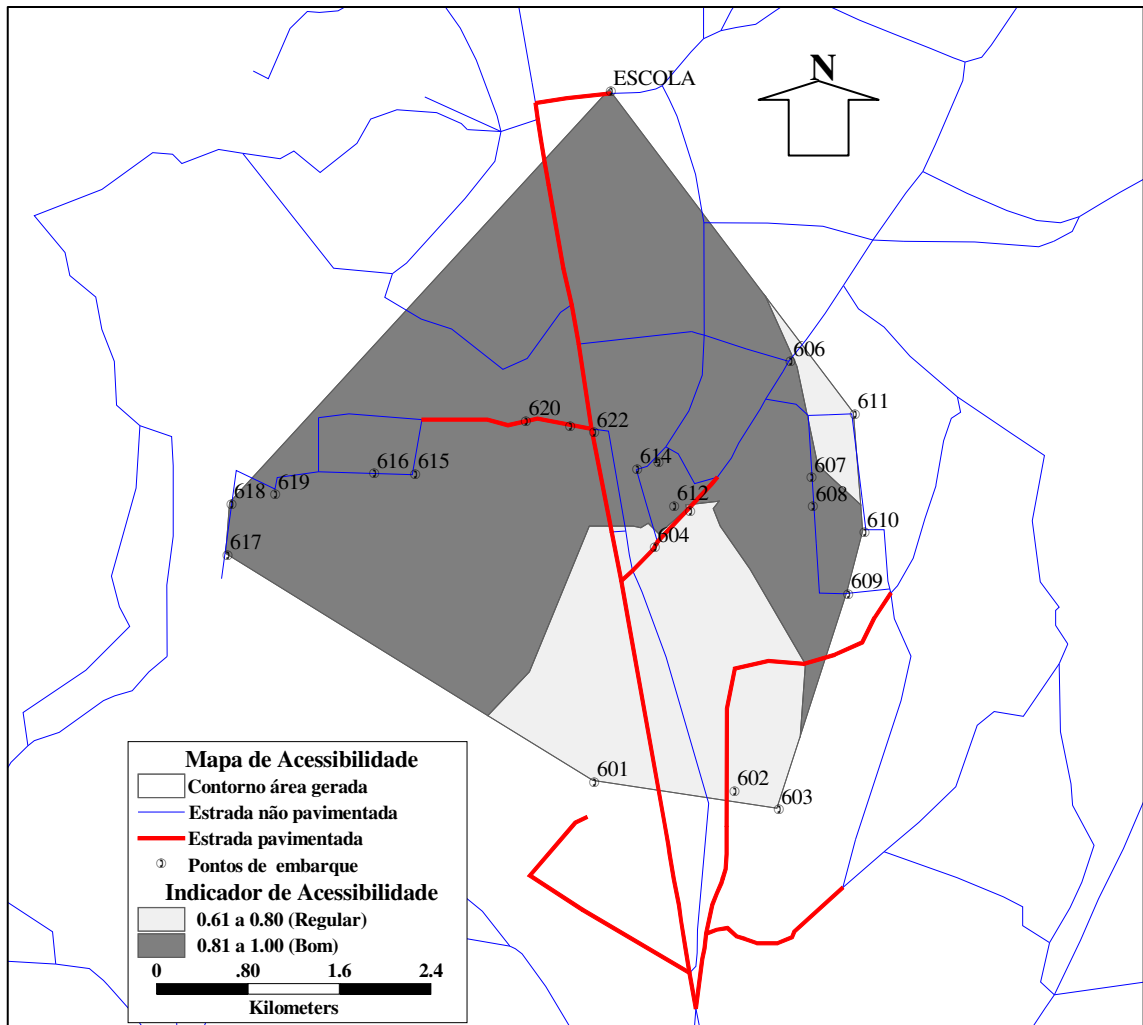 N
ESCOLA
606
611
620
622
614
607
616
615
618
619
612
608
610
617
604
609
601
602
603
Mapa de Acessibilidade
Contorno área gerada
Estrada não pavimentada
Estrada pavimentada
Pontos de embarque
Indicador de Acessibilidade
0.61 a 0.80 (Regular)
0.81 a 1.00 (Bom)
0 .80 1.6 2.4
Kilometers